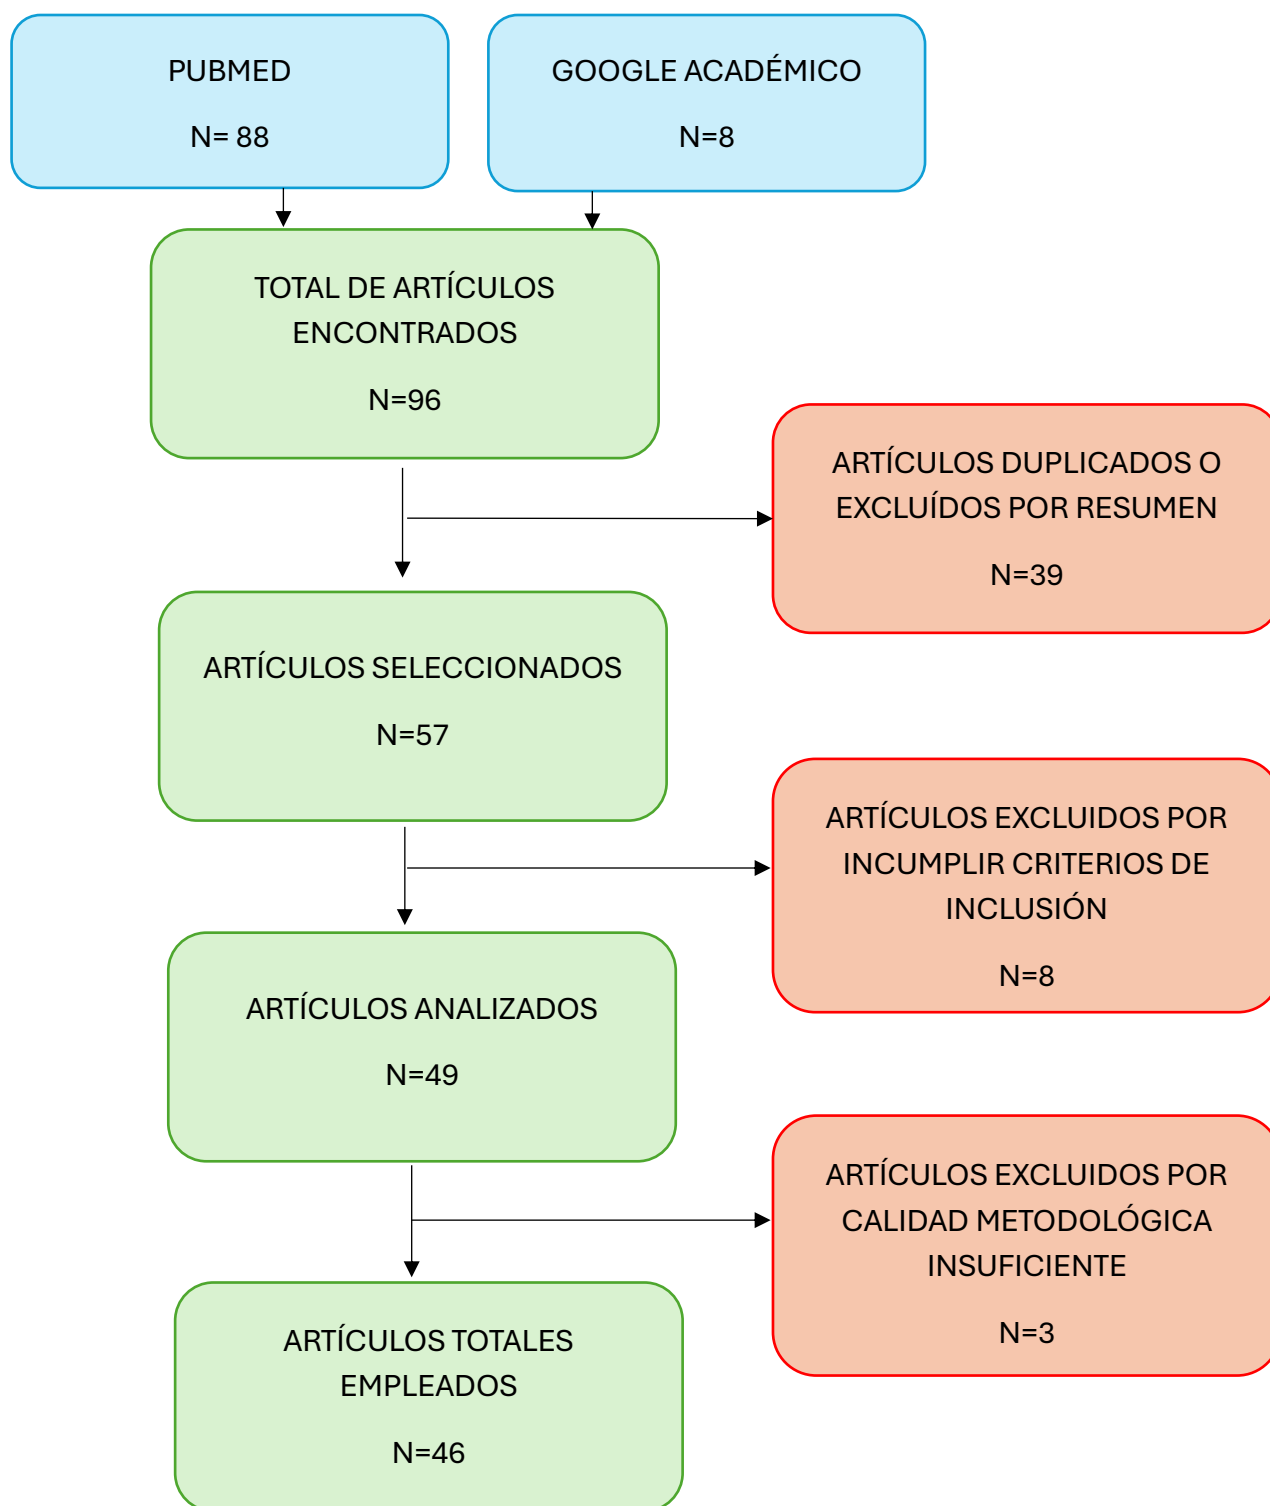 PUBMED
N= 88
GOOGLE ACADÉMICO
N=8
TOTAL DE ARTÍCULOS
ENCONTRADOS
N=96
ARTÍCULOS DUPLICADOS O
EXCLUÍDOS POR RESUMEN
N=39
ARTÍCULOS SELECCIONADOS
N=57
ARTÍCULOS EXCLUIDOS POR
INCUMPLIR CRITERIOS DE
INCLUSIÓN
N=8
ARTÍCULOS ANALIZADOS
N=49
ARTÍCULOS EXCLUIDOS POR
CALIDAD METODOLÓGICA
INSUFICIENTE
N=3
ARTÍCULOS TOTALES
EMPLEADOS
N=46